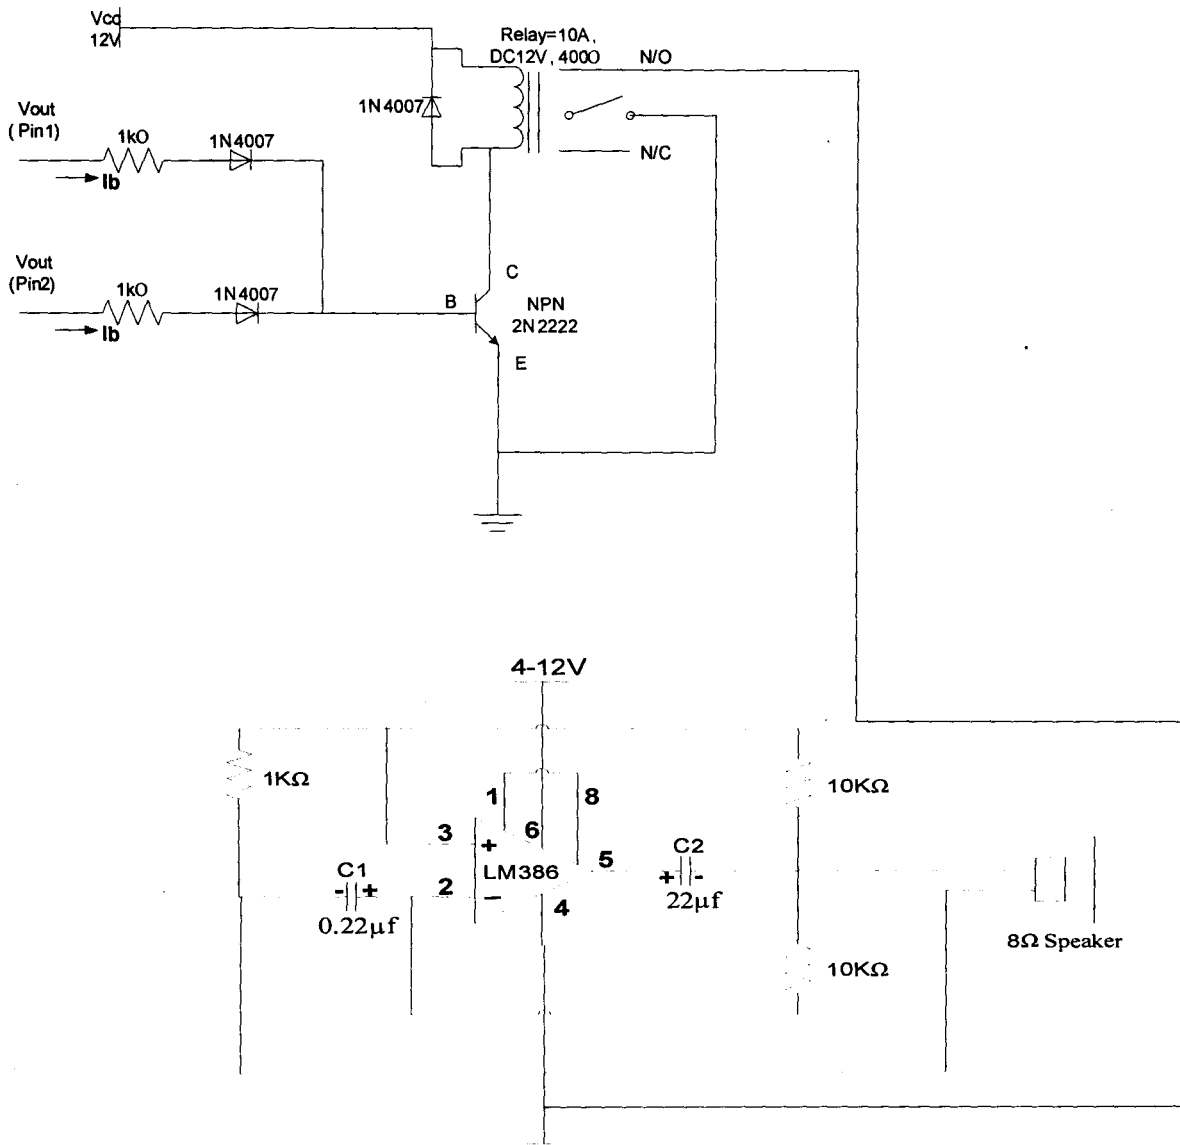 Vcc
12V
Relay=10A,
DC12V, 400O
N/O
1N4007
Vout
(Pin1)
1kO
1N4007
Ib
N/C
Vout
(Pin2)
1kO
1N4007
Ib
C
B
NPN
2N2222
E
4-12V
1KΩ
1
8
10KΩ
3
+
6
5
C1
- +
2
LM386
-
4
C2
+ -
0.22µf
22µf
8Ω Speaker
10KΩ